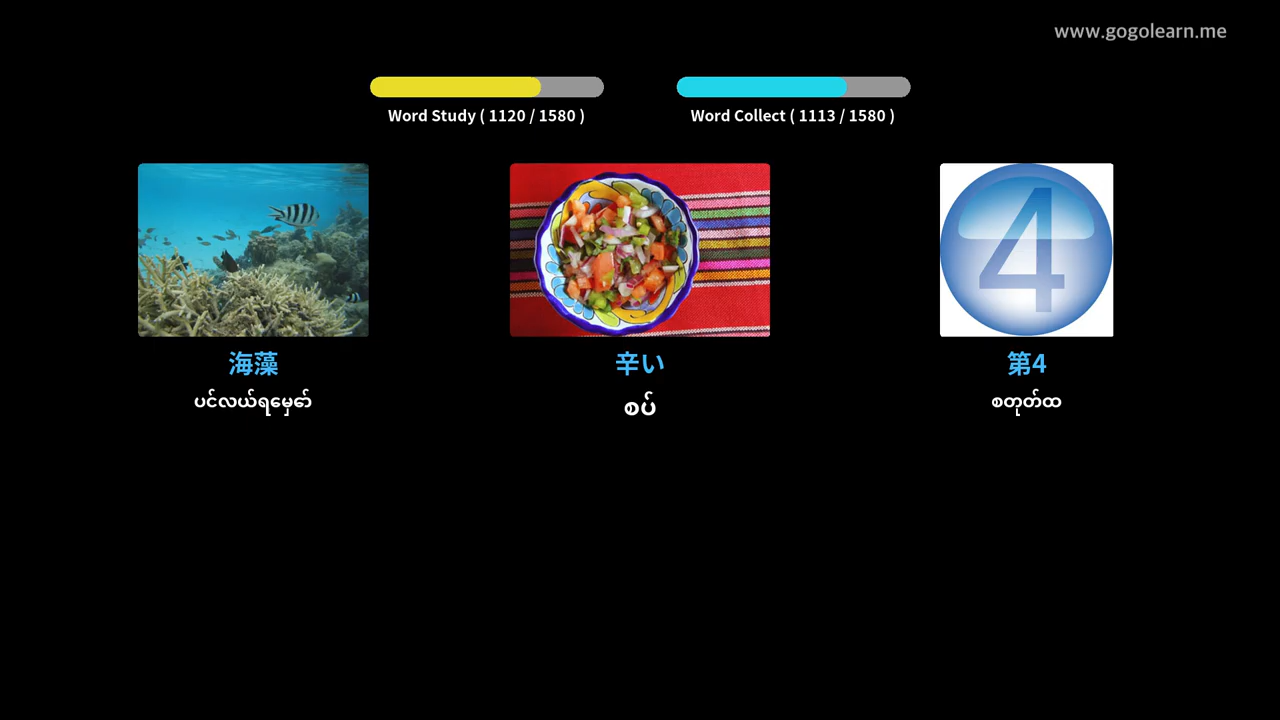 www.gogolearn.me
Word Study ( 1120 / 1580 )
Word Collect ( 1113 / 1580 )
4
海藻
辛い
第4
ပင်လယ်ရမှော်
စပ်
စတုတ်ထ